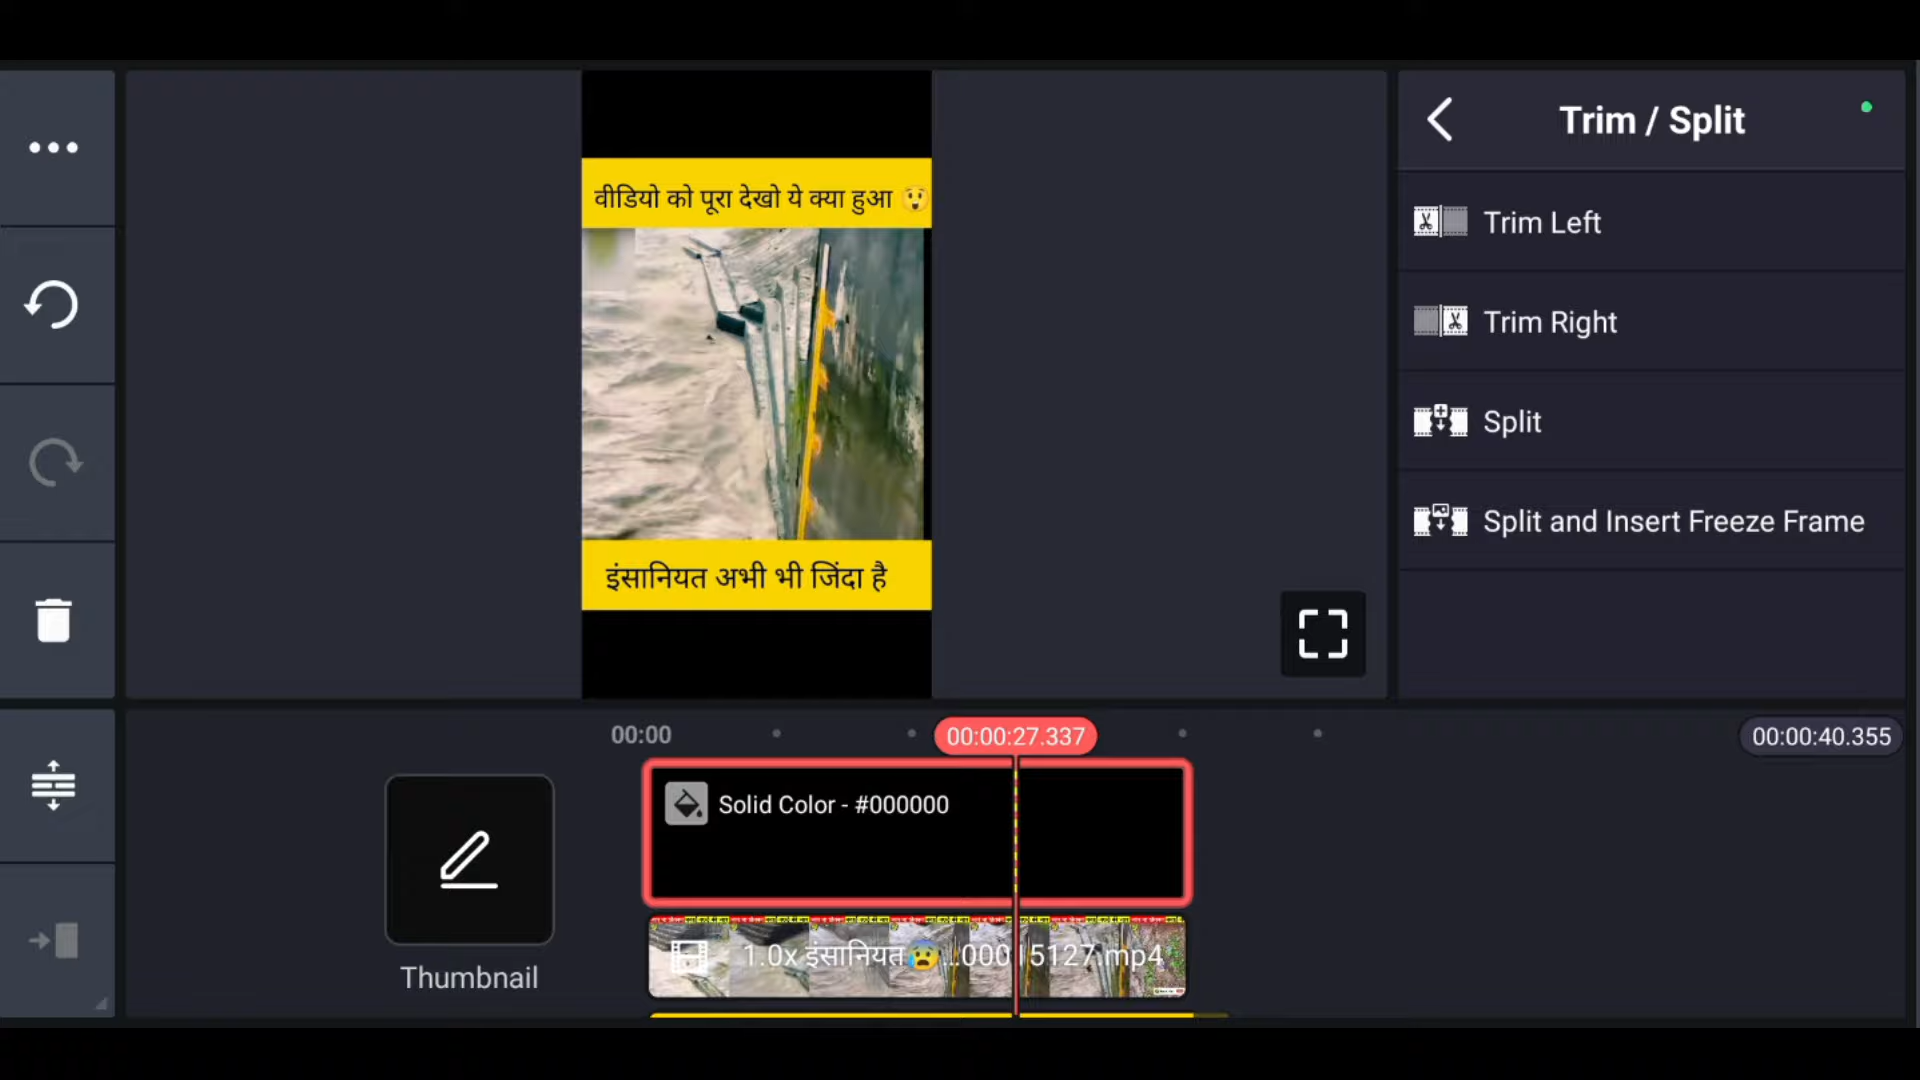 Trim / Split
वीडियो को पूरा देखो ये क्या हुआ 😲
Trim Left
Trim Right
Split
Split and Insert Freeze Frame
इंसानियत अभी भी जिंदा है
00:00
00:00:27.337
00:00:40.355
Solid Color - #000000
1.0x इंसानियत😰...00015127.mp4
Thumbnail